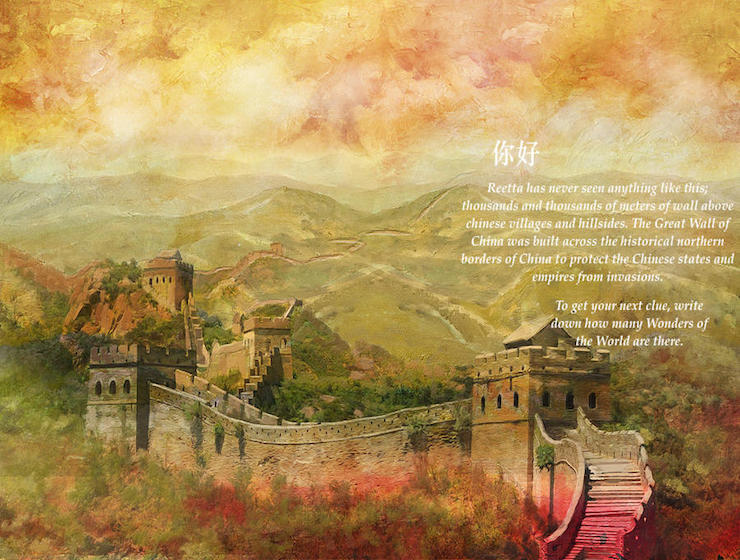 你好
Reetta has never seen anything like this;
thousands and thousands of meters of wall above
chinese villages and hillsides. The Great Wall of
China was built across the historical northern
borders of China to protect the Chinese states and
empires from invasions.
To get your next clue, write
down how many Wonders of
the World are there.